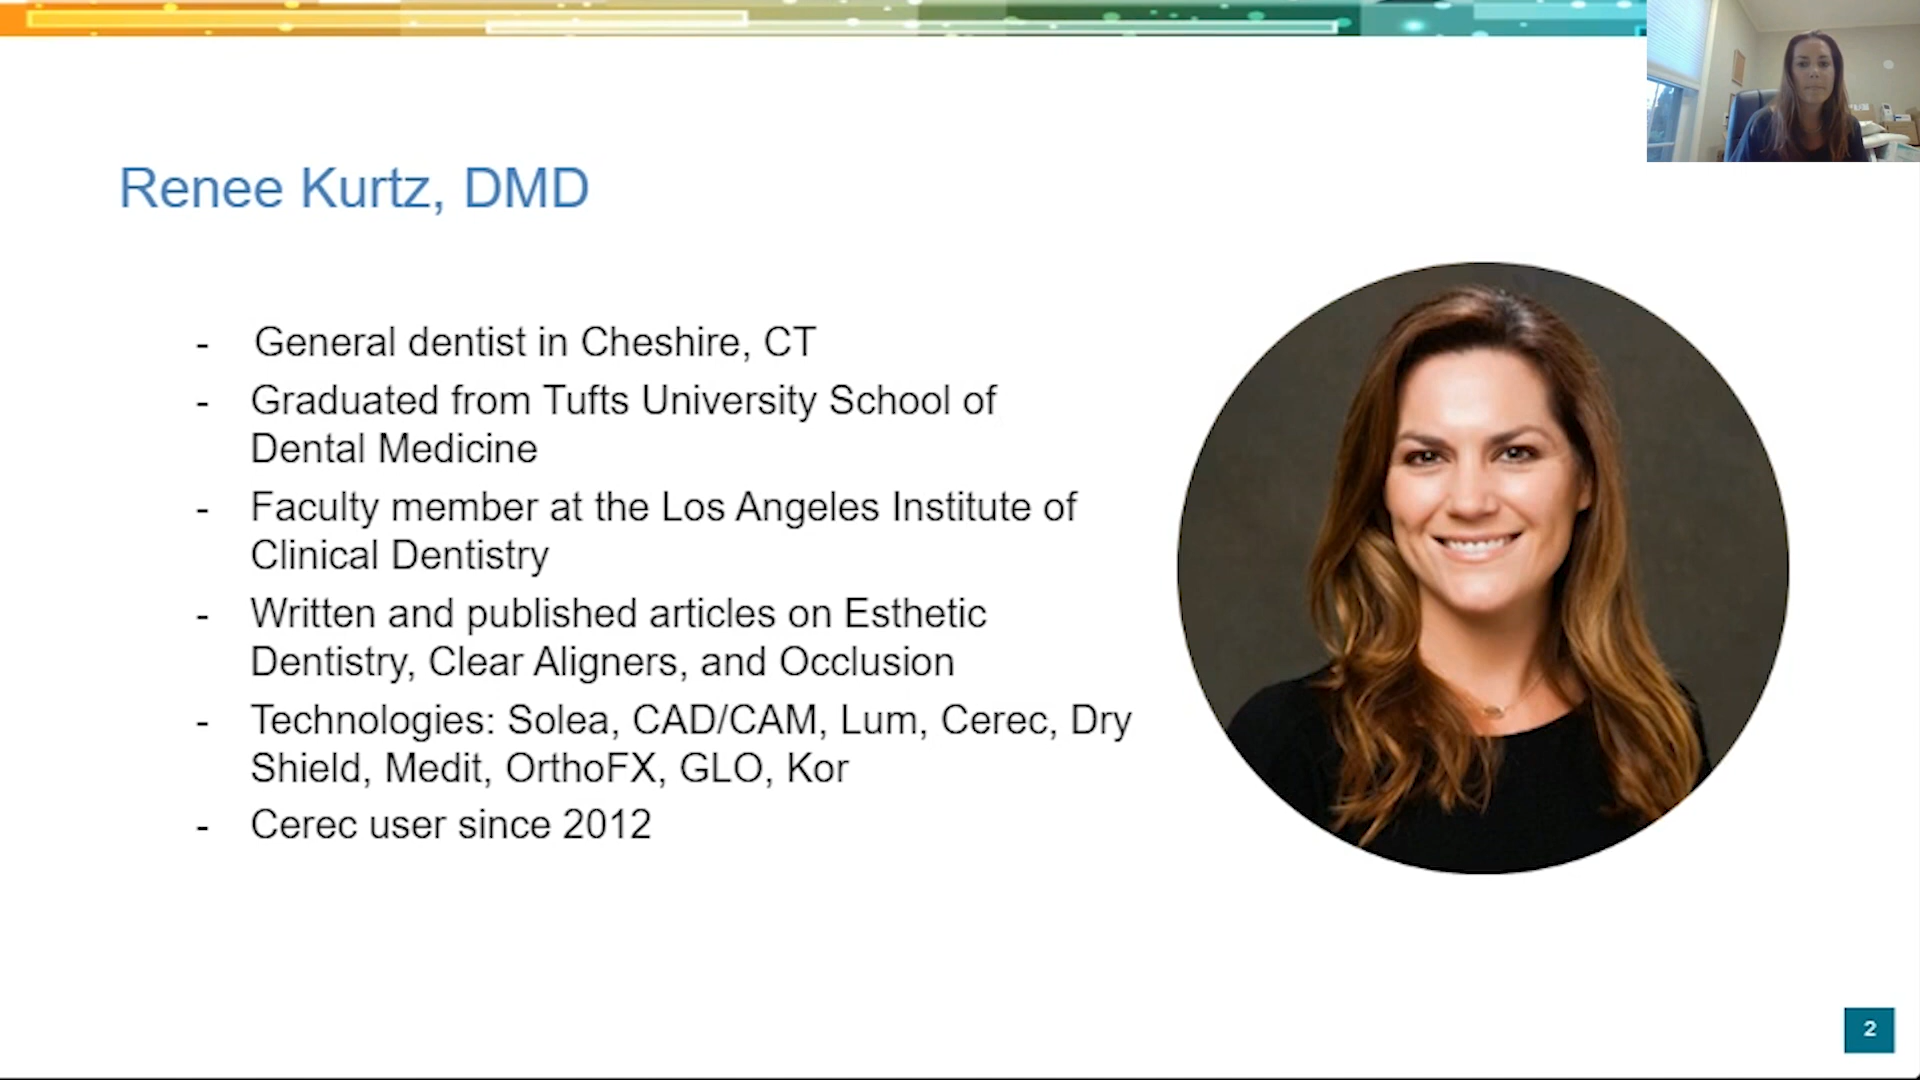 Renee Kurtz, DMD
- General dentist in Cheshire, CT
- Graduated from Tufts University School of
Dental Medicine
- Faculty member at the Los Angeles Institute of
Clinical Dentistry
- Written and published articles on Esthetic
Dentistry, Clear Aligners, and Occlusion
- Technologies: Solea, CAD/CAM, Lum, Cerec, Dry
Shield, Medit, OrthoFX, GLO, Kor
- Cerec user since 2012
2